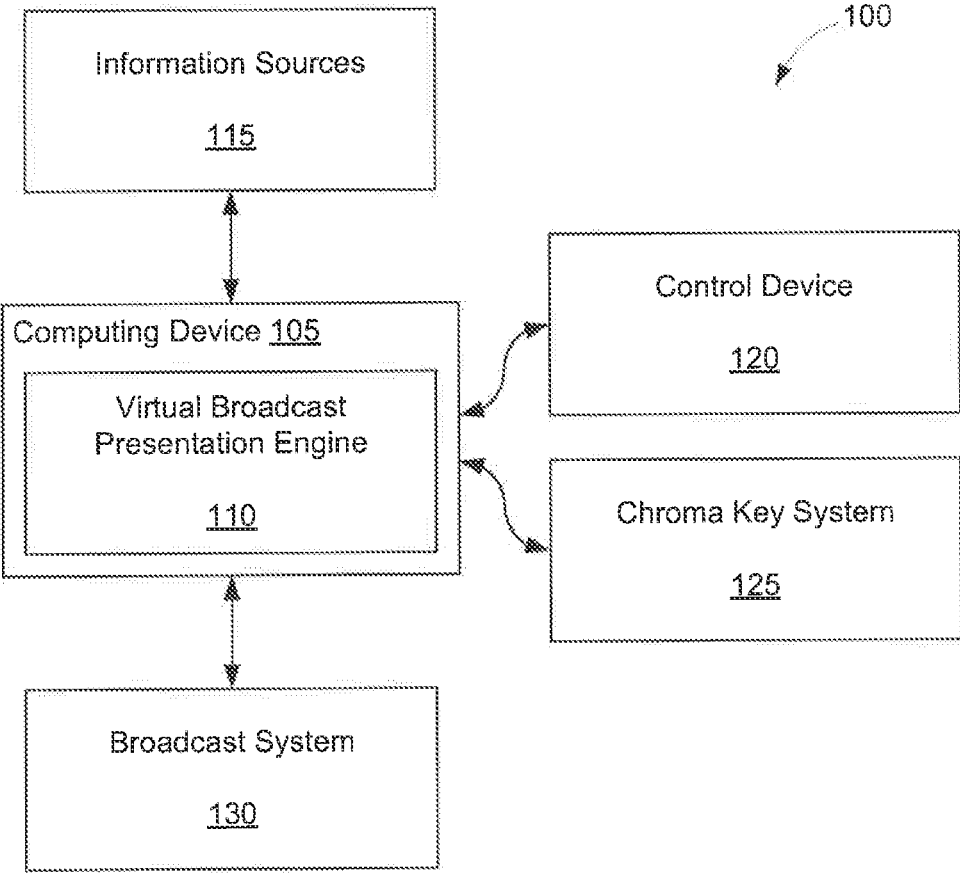 100
Information Sources
115
Control Device
120
Computing Device 105
Virtual Broadcast
Presentation Engine
110
Chroma Key System
125
Broadcast System
130